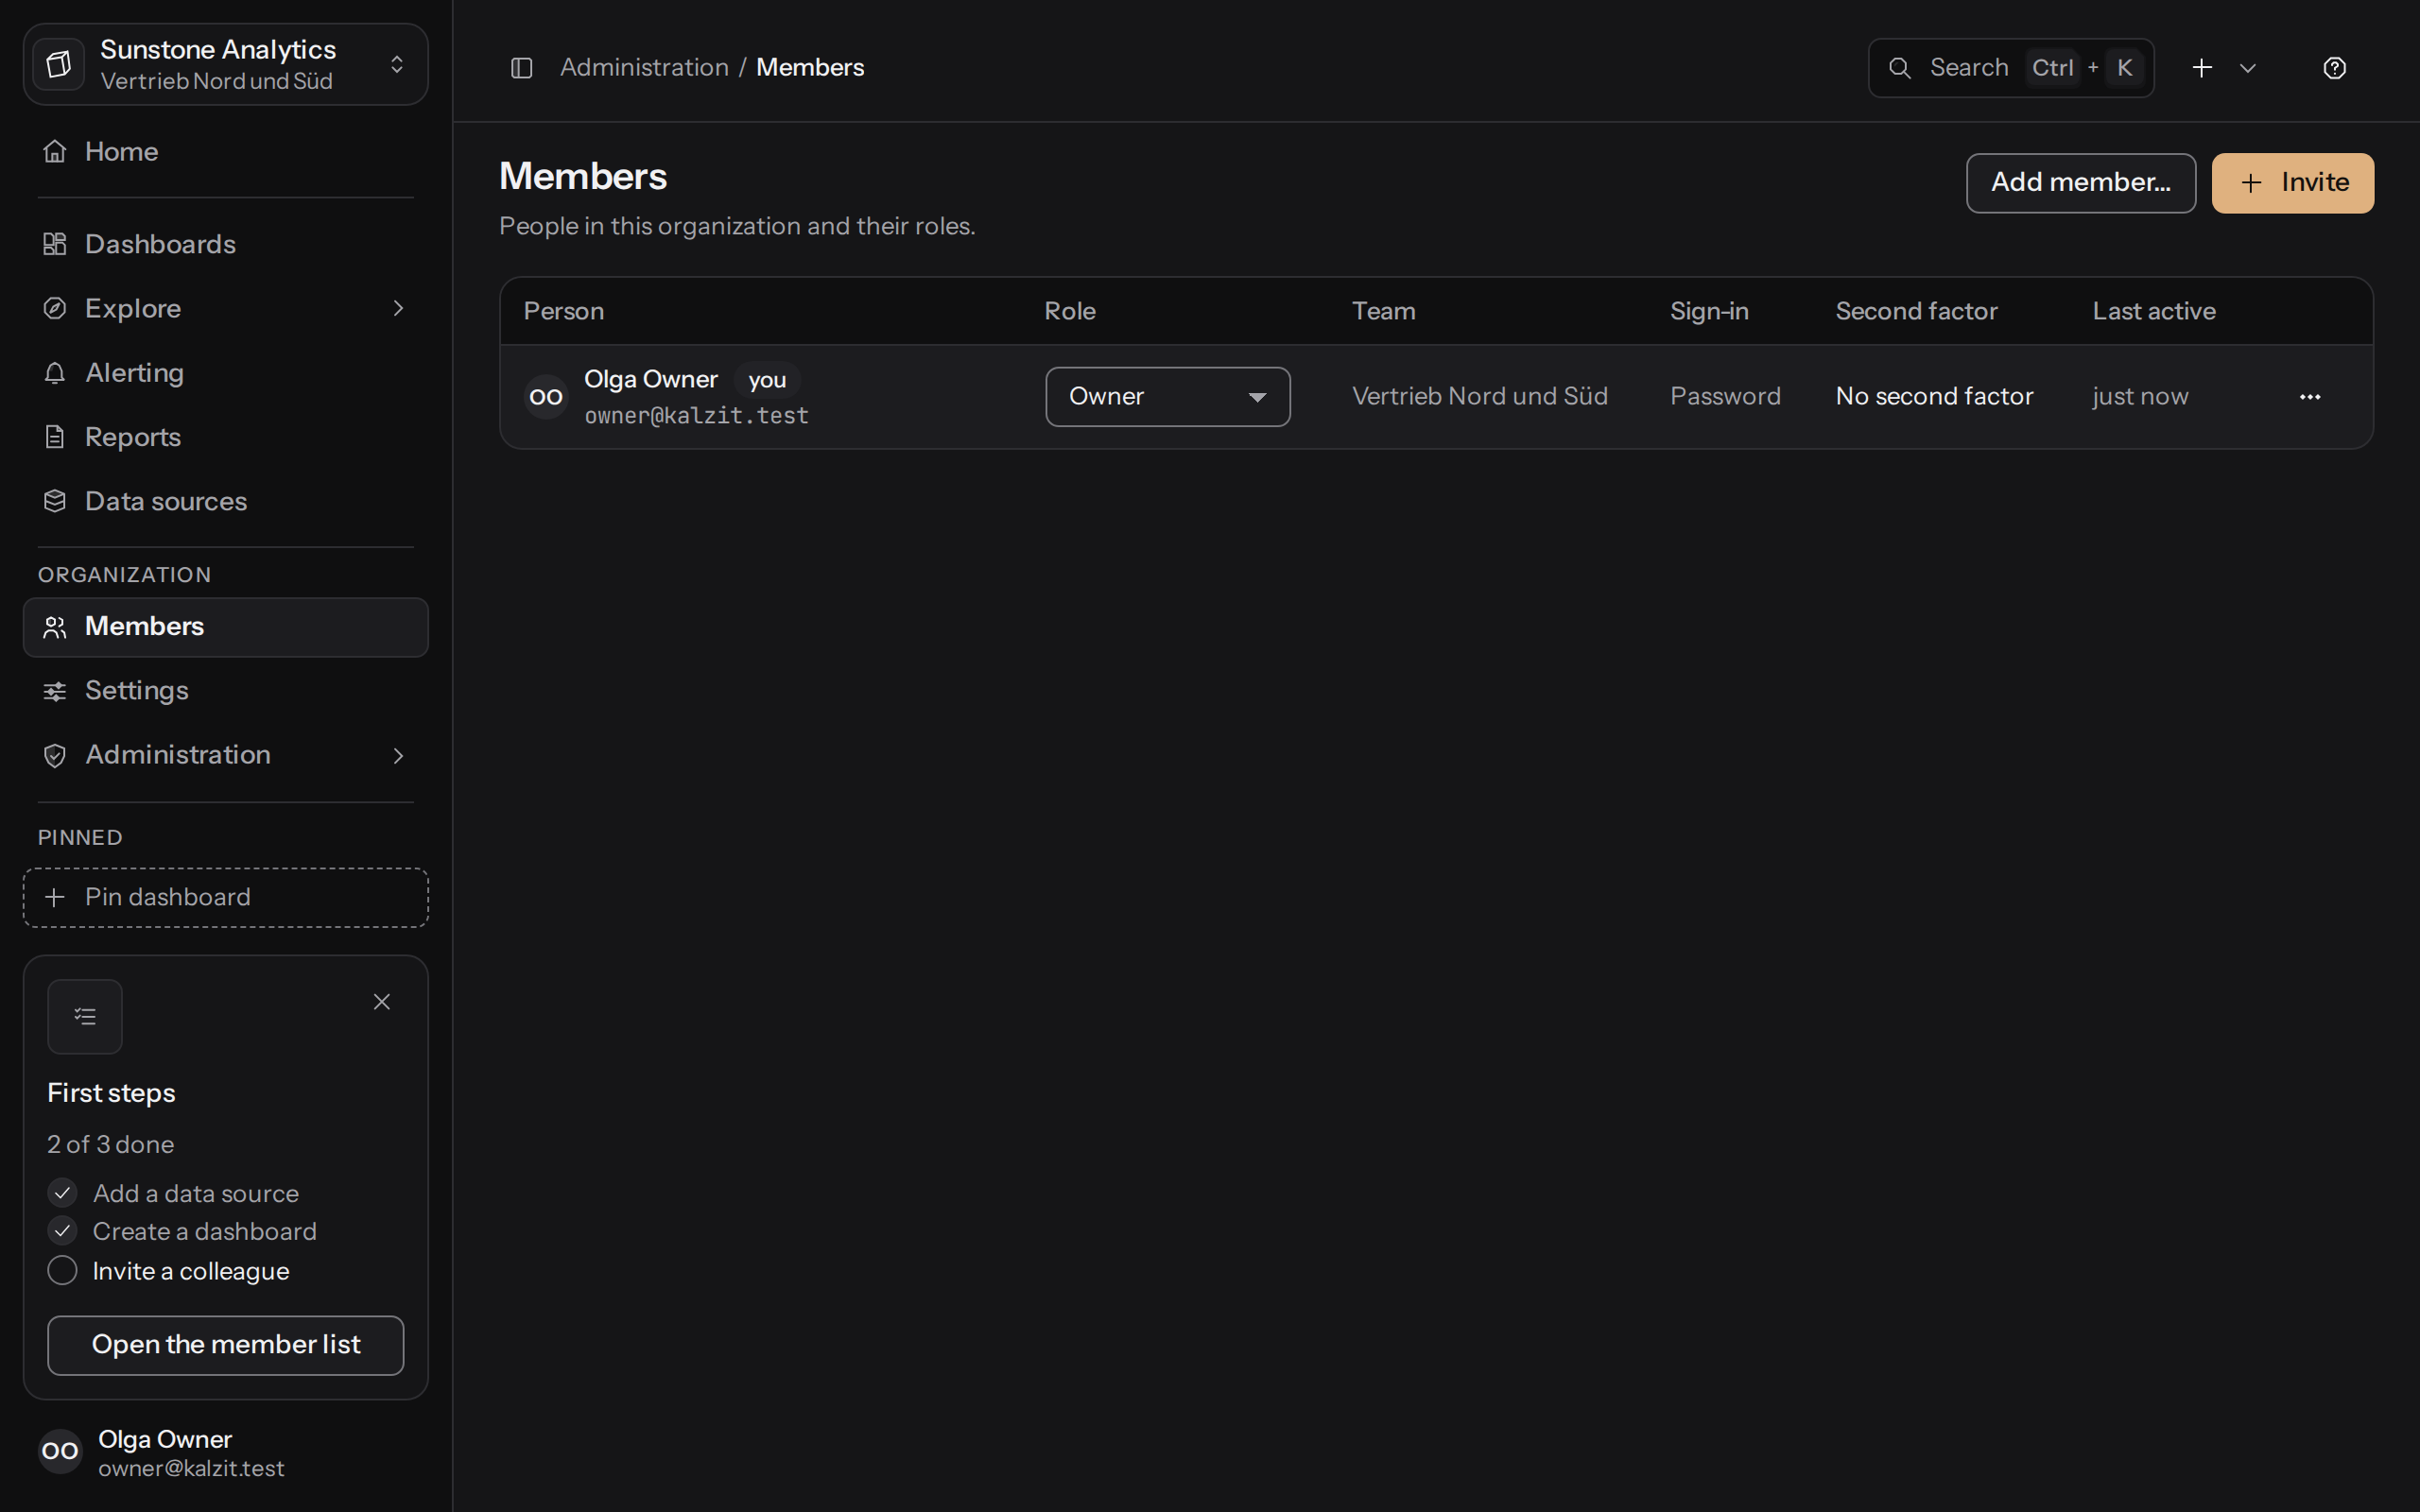 Sunstone Analytics
Vertrieb Nord und Süd
Home
Dashboards
Explore
Alerting
Reports
Data sources
ORGANIZATION
Members
Settings
Administration
PINNED
Pin dashboard
First steps
2 of 3 done
Add a data source
Create a dashboard
Invite a colleague
Open the member list
OO Olga Owner
owner@kalzit.test
Administration / Members
Search Ctrl + K
Members
People in this organization and their roles.
Add member...
Invite
Person Role Team Sign-in Second factor Last active
OO Olga Owner you
owner@kalzit.test
Owner Vertrieb Nord und Süd Password No second factor just now